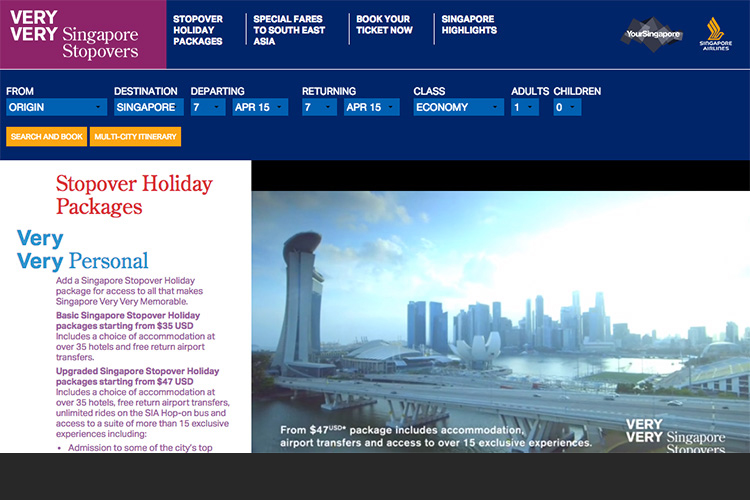 VERY
VERY Singapore
Stopovers
STOPOVER
HOLIDAY
PACKAGES
SPECIAL FARES
TO SOUTH EAST
ASIA
BOOK YOUR
TICKET NOW
SINGAPORE
HIGHLIGHTS
YourSingapore
SINGAPORE
AIRLINES
FROM DESTINATION DEPARTING RETURNING CLASS ADULTS CHILDREN
ORIGIN SINGAPORE 7 APR 15 7 APR 15 ECONOMY 1 0
SEARCH AND BOOK MULTI-CITY ITINERARY
Stopover Holiday
Packages
Very
Very Personal
Add a Singapore Stopover Holiday
package for access to all that makes
Singapore Very Very Memorable.
Basic Singapore Stopover Holiday
packages starting from $35 USD
Includes a choice of accommodation at
over 35 hotels and free return airport
transfers.
Upgraded Singapore Stopover Holiday
packages starting from $47 USD
Includes a choice of accommodation at
over 35 hotels, free return airport transfers,
unlimited rides on the SIA Hop-on bus and
access to a suite of more than 15 exclusive
experiences including:
• Admission to some of the city's top
From $47USD* package includes accommodation,
airport transfers and access to over 15 exclusive experiences.
VERY
VERY Singapore
Stopovers